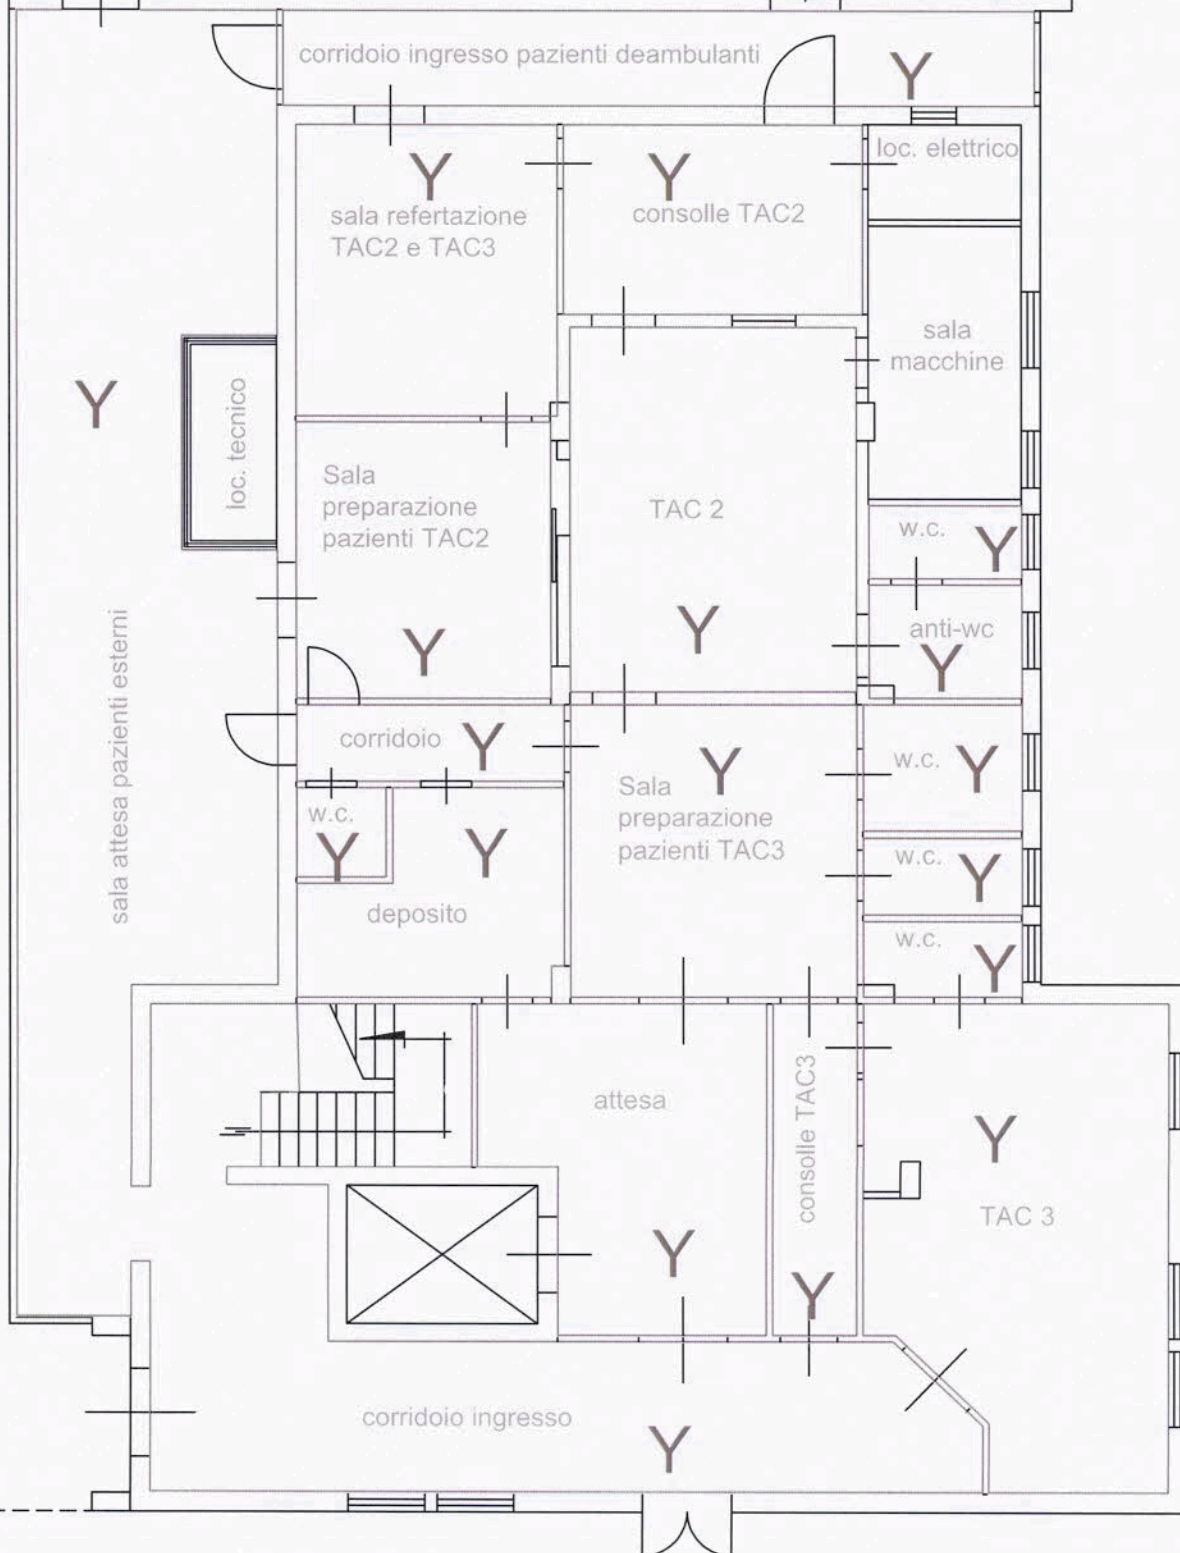 corridoio ingresso pazienti deambulanti
Y
loc. elettrico
Y
Y
sala refertazione
TAC2 e TAC3
consolle TAC2
sala
macchine
Y
loc. tecnico
Sala
preparazione
pazienti TAC2
TAC 2
w.c.
Y
Y
Y
anti-wc
Y
sala attesa pazienti esterni
corridoio
Y
Y
Sala
preparazione
pazienti TAC3
w.c.
Y
w.c.
Y
Y
deposito
w.c.
Y
w.c.
Y
attesa
consolle TAC3
Y
TAC 3
Y
Y
corridoio ingresso
Y